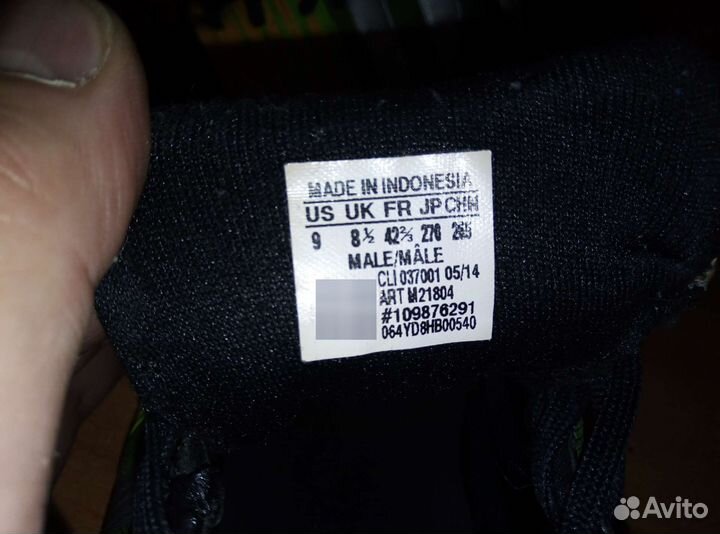 MADE IN INDONESIA
US UK FR JP CHN
9 8½ 42⅔ 270 265
MALE/MÂLE
CLI 037001 05/14
ART M21804
#109876291
064YD8HB00540
Avito